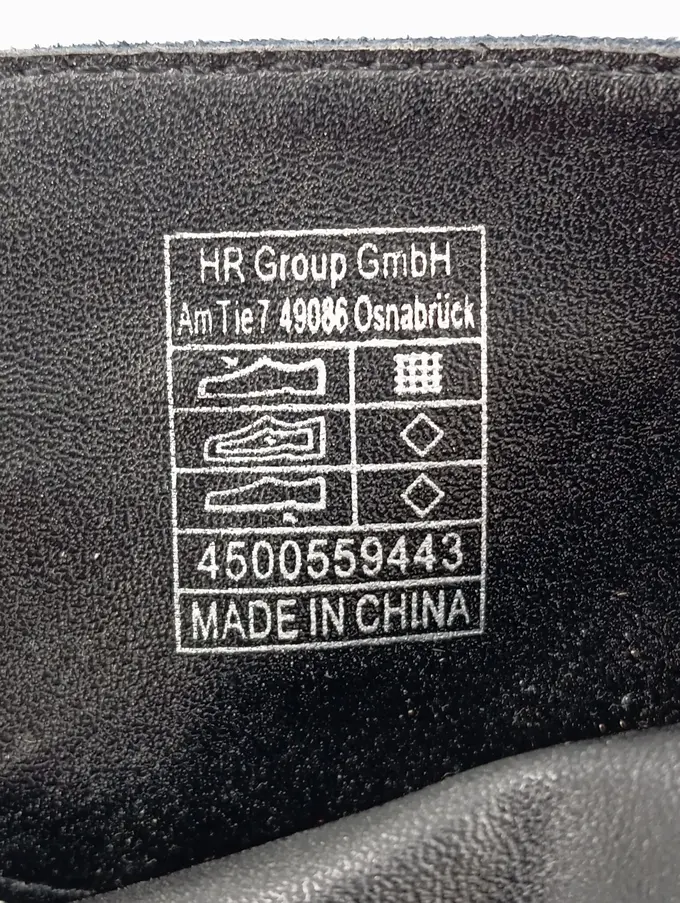 HR Group GmbH
Am Tie 7 49086 Osnabrück
4500559443
MADE IN CHINA